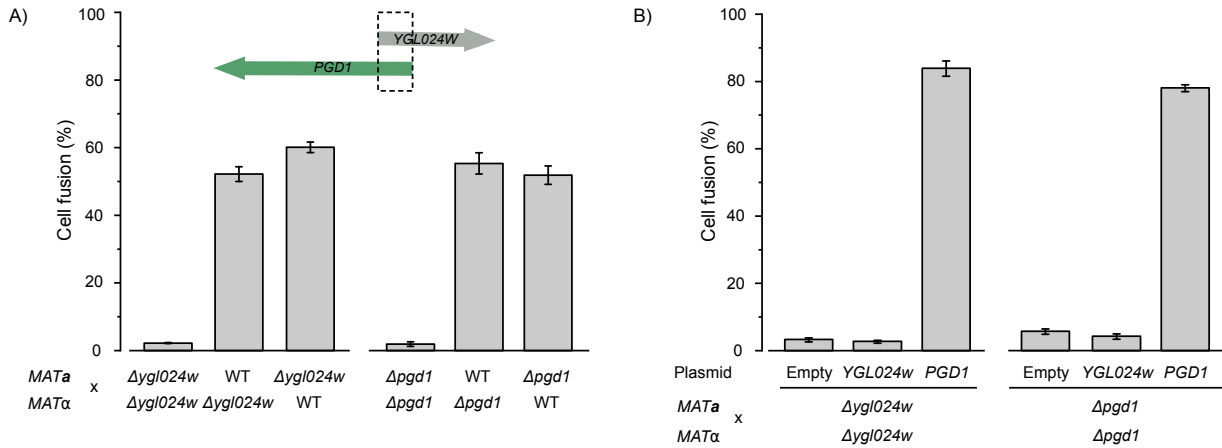 A)
100
80
60
40
20
0
Cell fusion (%)
YGL024W
PGD1
MATa x MATα
Δygl024w WT Δygl024w Δpgd1 WT Δpgd1
Δygl024w Δygl024w WT Δpgd1 Δpgd1 WT
B)
100
80
60
40
20
0
Cell fusion (%)
Plasmid Empty YGL024w PGD1 Empty YGL024w PGD1
MATa x MATα
Δygl024w Δpgd1
Δygl024w Δpgd1